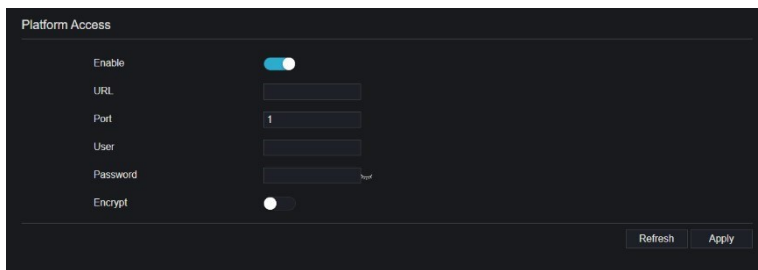 Platform Access
Enable
URL
Port 1
User
Password
Encrypt
Refresh Apply